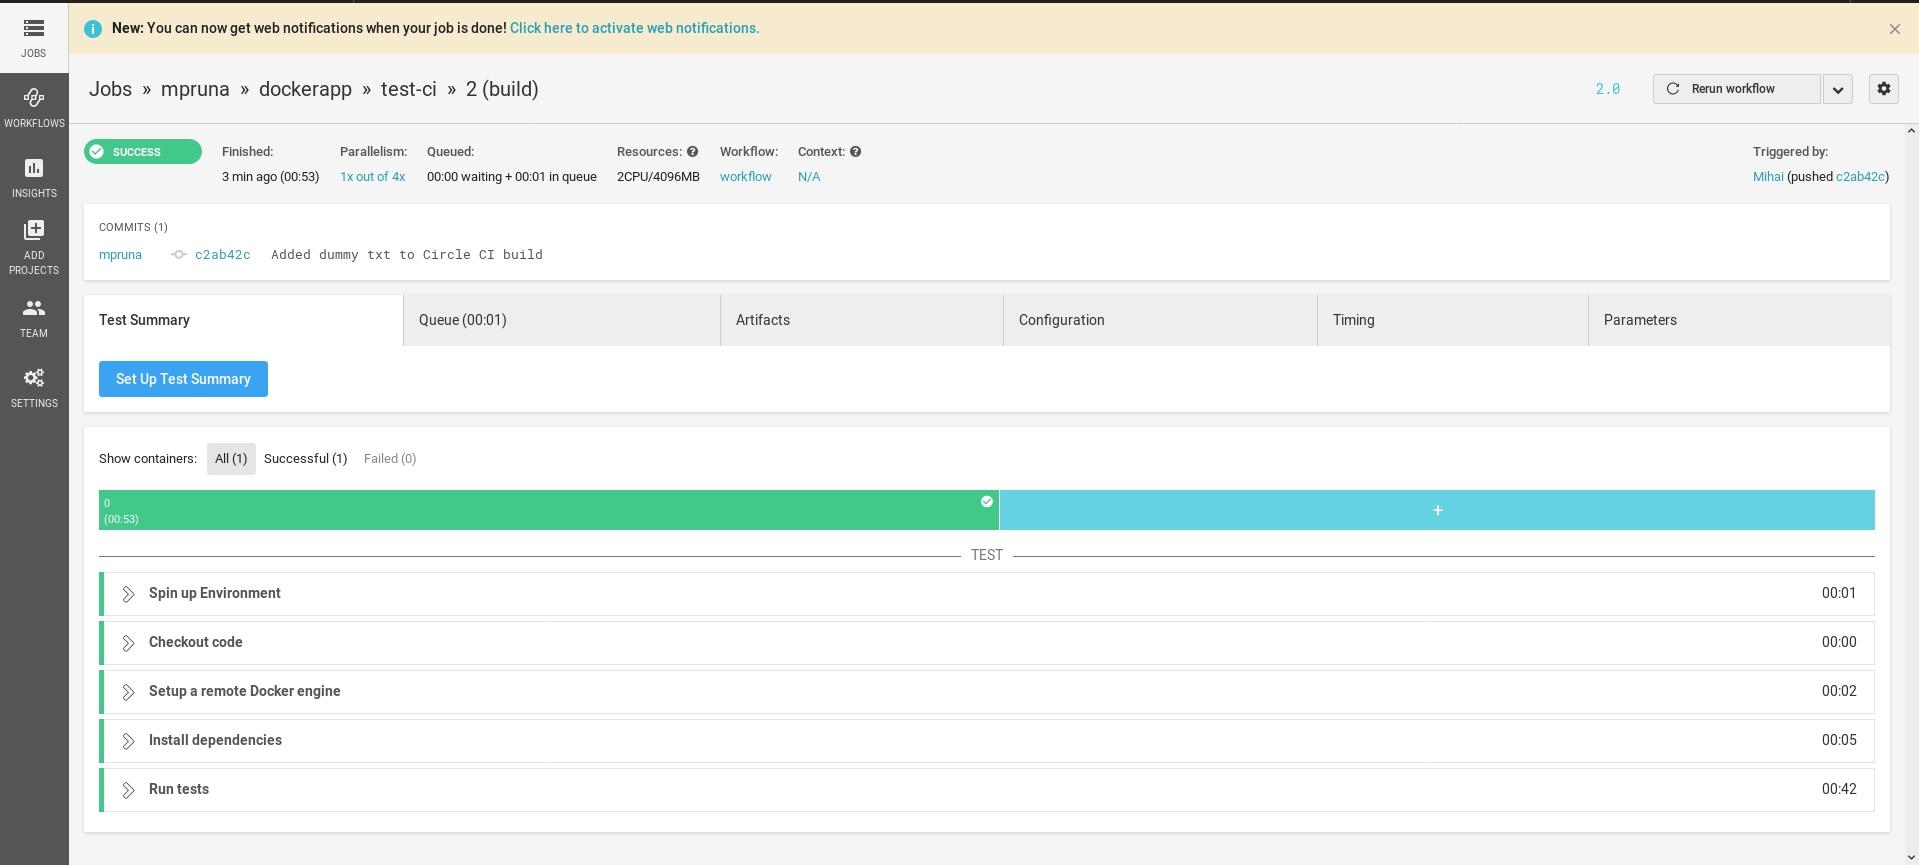 New: You can now get web notifications when your job is done! Click here to activate web notifications.
JOBS
WORKFLOWS
INSIGHTS
ADD
PROJECTS
TEAM
SETTINGS
Jobs » mpruna » dockerapp » test-ci » 2 (build)
2.0
Rerun workflow
SUCCESS
Finished:
3 min ago (00:53)
Parallelism:
1x out of 4x
Queued:
00:00 waiting + 00:01 in queue
Resources:
2CPU/4096MB
Workflow:
workflow
Context:
N/A
Triggered by:
Mihai (pushed c2ab42c)
COMMITS (1)
mpruna c2ab42c Added dummy txt to Circle CI build
Test Summary
Queue (00:01)
Artifacts
Configuration
Timing
Parameters
Set Up Test Summary
Show containers: All (1) Successful (1) Failed (0)
0
(00:53)
+
TEST
Spin up Environment 00:01
Checkout code 00:00
Setup a remote Docker engine 00:02
Install dependencies 00:05
Run tests 00:42